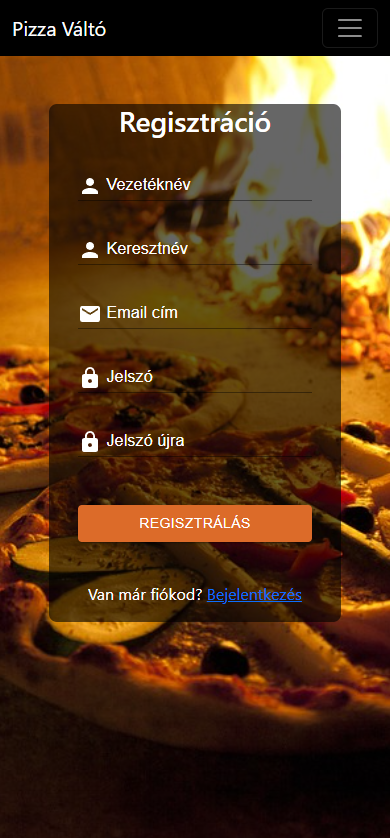 Pizza Váltó
Regisztráció
Vezetéknév
Keresztnév
Email cím
Jelszó
Jelszó újra
REGISZTRÁLÁS
Van már fiókod? Bejelentkezés